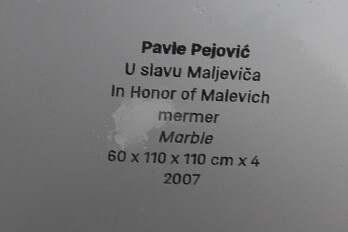 Pavle Pejović
U slavu Maljeviča
In Honor of Malevich
mermer
Marble
60 x 110 x 110 cm x 4
2007